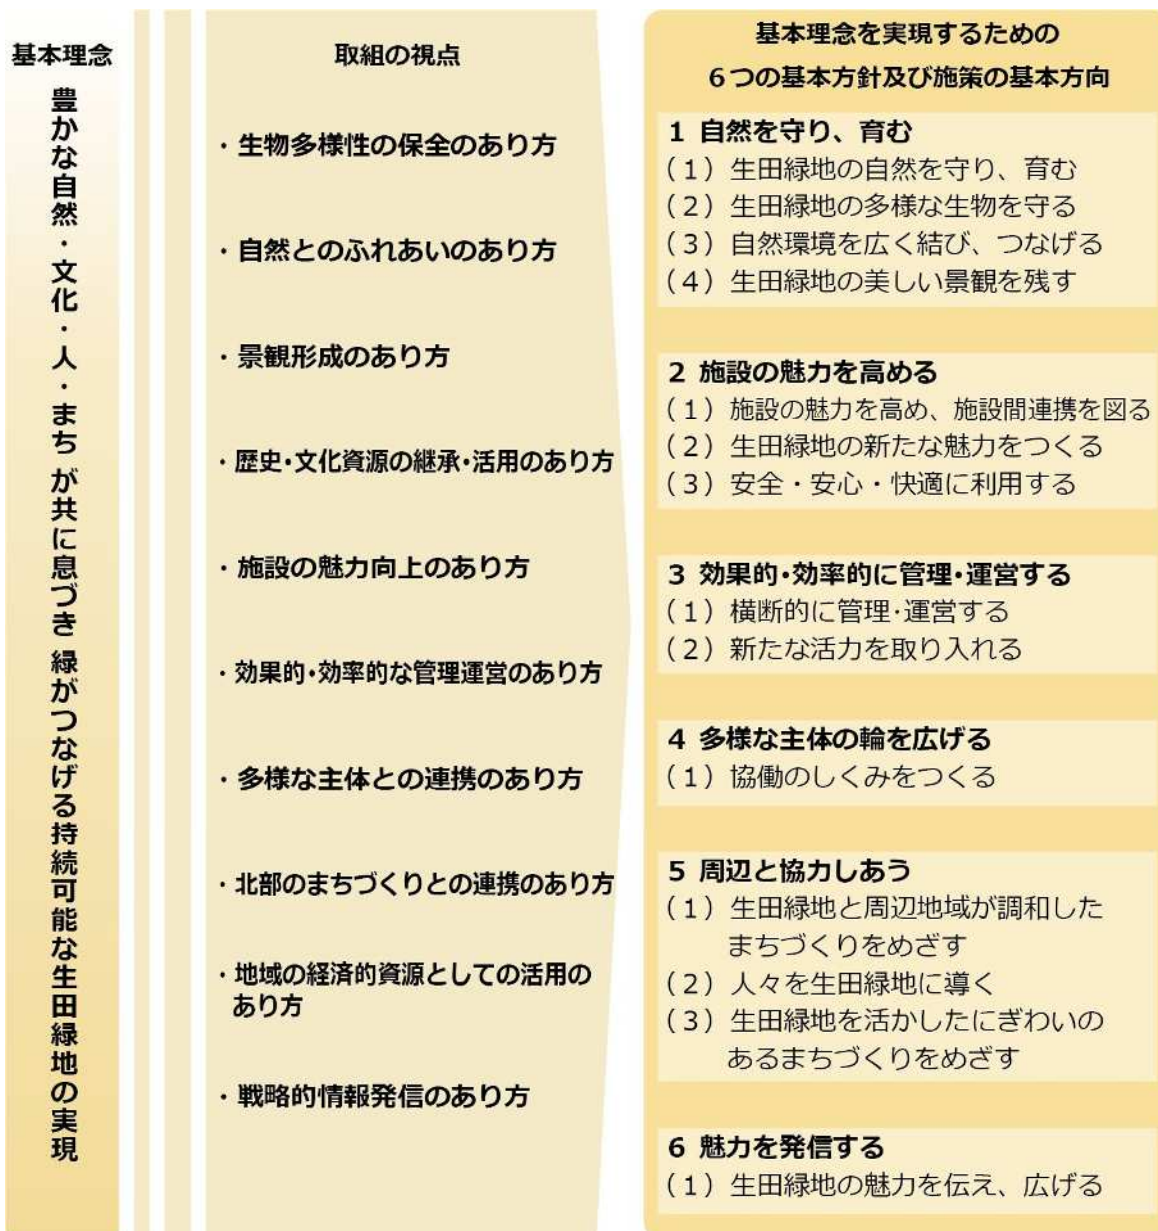 基本理念
豊かな自然・文化・人・まち が共に息づき 緑がつなげる持続可能な生田緑地の実現
取組の視点
・生物多様性の保全のあり方
・自然とのふれあいのあり方
・景観形成のあり方
・歴史・文化資源の継承・活用のあり方
・施設の魅力向上のあり方
・効果的・効率的な管理運営のあり方
・多様な主体との連携のあり方
・北部のまちづくりとの連携のあり方
・地域の経済的資源としての活用の
あり方
・戦略的情報発信のあり方
基本理念を実現するための
6つの基本方針及び施策の基本方向
1 自然を守り、育む
(1)生田緑地の自然を守り、育む
(2)生田緑地の多様な生物を守る
(3)自然環境を広く結び、つなげる
(4)生田緑地の美しい景観を残す
2 施設の魅力を高める
(1)施設の魅力を高め、施設間連携を図る
(2)生田緑地の新たな魅力をつくる
(3)安全・安心・快適に利用する
3 効果的・効率的に管理・運営する
(1)横断的に管理・運営する
(2)新たな活力を取り入れる
4 多様な主体の輪を広げる
(1)協働のしくみをつくる
5 周辺と協力しあう
(1)生田緑地と周辺地域が調和した
まちづくりをめざす
(2)人々を生田緑地に導く
(3)生田緑地を活かしたにぎわいの
あるまちづくりをめざす
6 魅力を発信する
(1)生田緑地の魅力を伝え、広げる